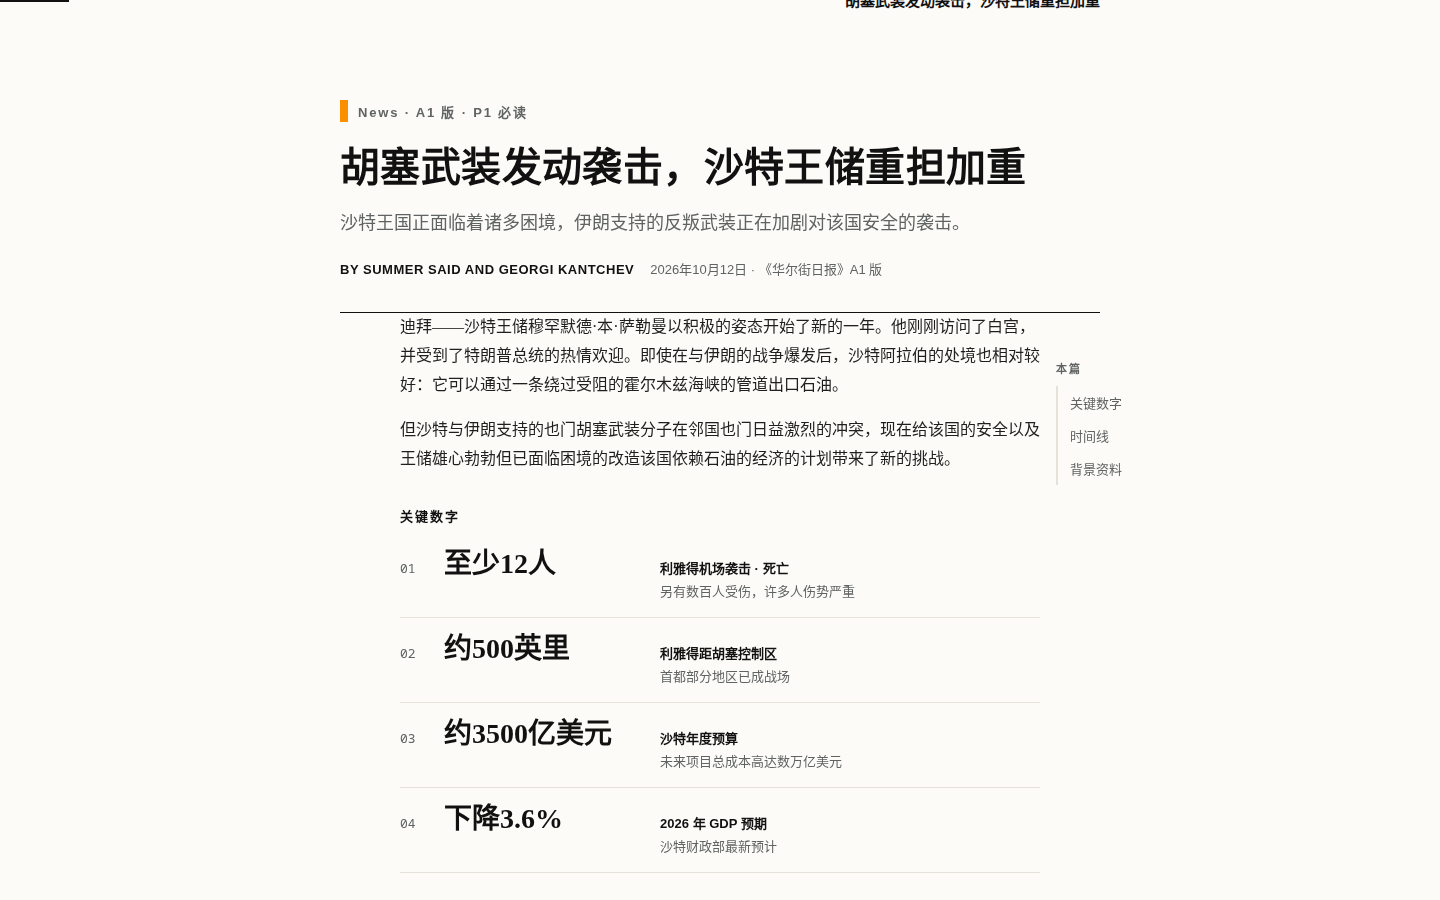 胡塞武装发动袭击，沙特王储重担加重
News · A1 版 · P1 必读
胡塞武装发动袭击，沙特王储重担加重
沙特王国正面临着诸多困境，伊朗支持的反叛武装正在加剧对该国安全的袭击。
BY SUMMER SAID AND GEORGI KANTCHEV 2026年10月12日 · 《华尔街日报》A1 版
迪拜——沙特王储穆罕默德·本·萨勒曼以积极的姿态开始了新的一年。他刚刚访问了白宫，
并受到了特朗普总统的热情欢迎。即使在与伊朗的战争爆发后，沙特阿拉伯的处境也相对较
好：它可以通过一条绕过受阻的霍尔木兹海峡的管道出口石油。
但沙特与伊朗支持的也门胡塞武装分子在邻国也门日益激烈的冲突，现在给该国的安全以及
王储雄心勃勃但已面临困境的改造该国依赖石油的经济的计划带来了新的挑战。
本篇
关键数字
时间线
背景资料
关键数字
01 至少12人 利雅得机场袭击 · 死亡
另有数百人受伤，许多人伤势严重
02 约500英里 利雅得距胡塞控制区
首都部分地区已成战场
03 约3500亿美元 沙特年度预算
未来项目总成本高达数万亿美元
04 下降3.6% 2026 年 GDP 预期
沙特财政部最新预计